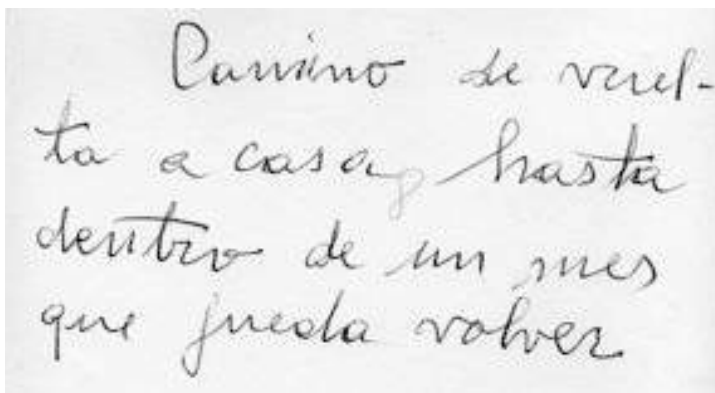 Camino de vuel-
ta a casa, hasta
dentro de un mes
que pueda volver